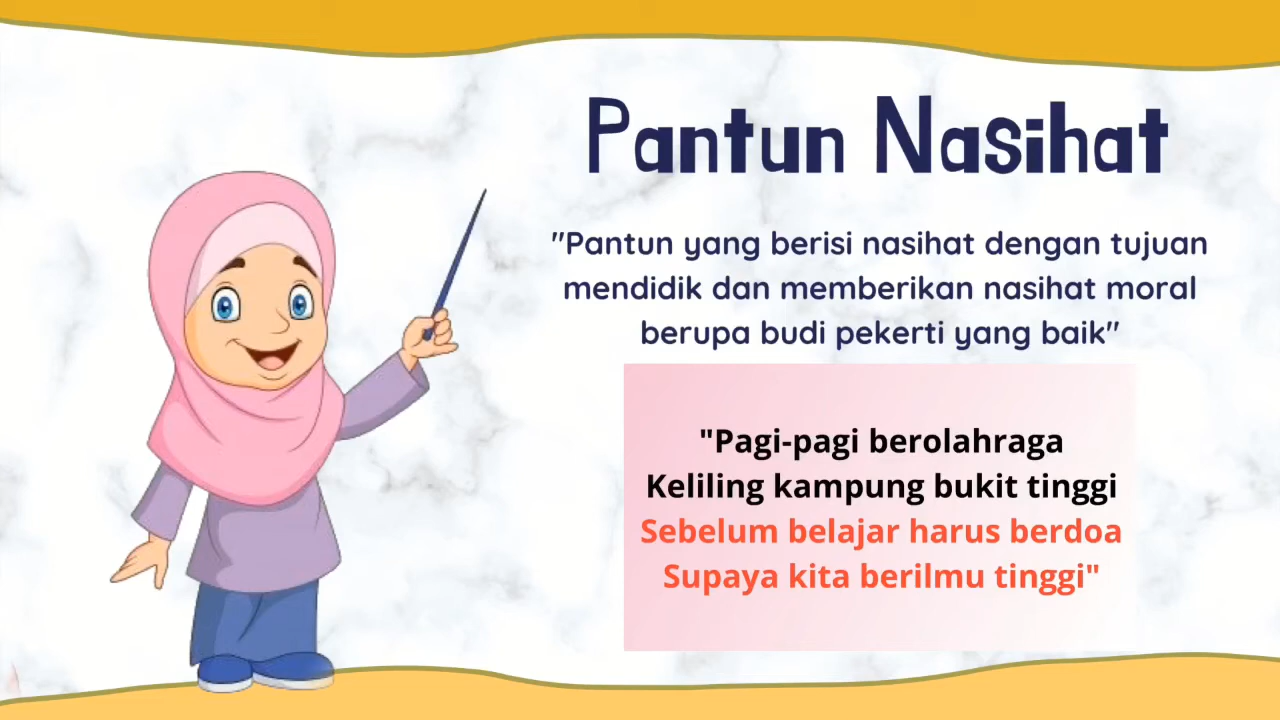 Pantun Nasihat
"Pantun yang berisi nasihat dengan tujuan
mendidik dan memberikan nasihat moral
berupa budi pekerti yang baik"
"Pagi-pagi berolahraga
Keliling kampung bukit tinggi
Sebelum belajar harus berdoa
Supaya kita berilmu tinggi"